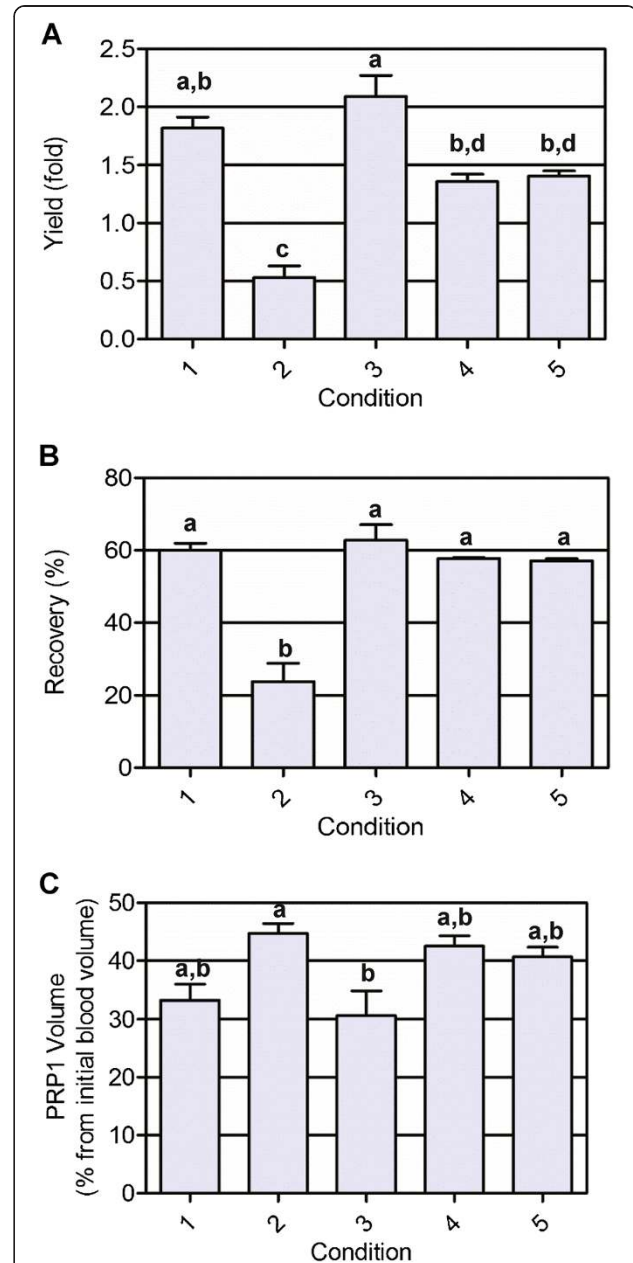 A
2.5
a
a,b
2.0
b,d b,d
1.5
1.0
c
0.5
0.0
Yield (fold)
1 2 3 4 5
Condition
B
80
a a a a
60
40
b
20
0
Recovery (%)
1 2 3 4 5
Condition
C
50
a
a,b a,b
40
a,b b
30
20
10
0
PRP1 Volume
(% from initial blood volume)
1 2 3 4 5
Condition